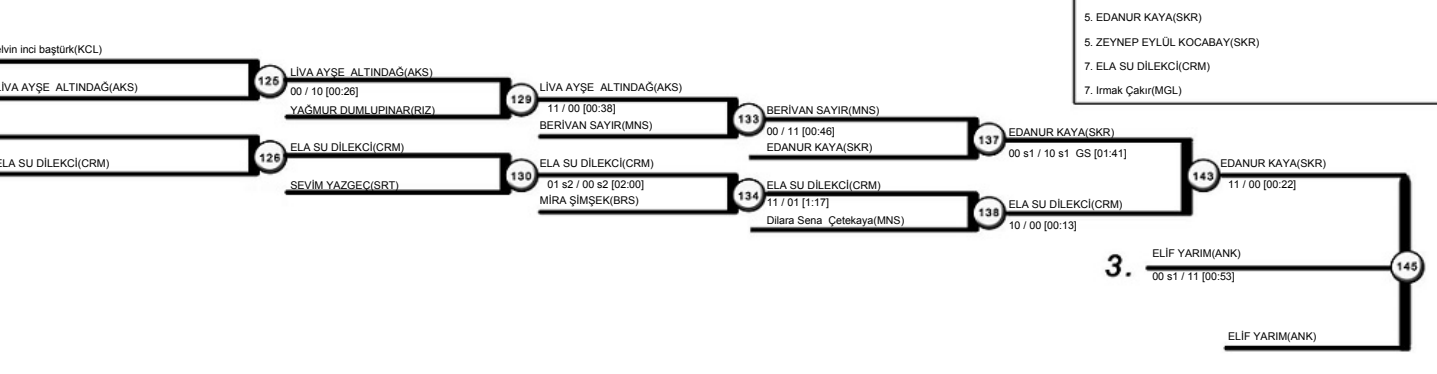 5. EDANUR KAYA(SKR)
5. ZEYNEP EYLÜL KOCABAY(SKR)
7. ELA SU DİLEKCİ(CRM)
7. Irmak Çakır(MGL)
elvin inci baştürk(KCL)
LİVA AYŞE ALTINDAĞ(AKS)
125
LİVA AYŞE ALTINDAĞ(AKS)
00 / 10 [00:26]
YAĞMUR DUMLUPINAR(RIZ)
129
LİVA AYŞE ALTINDAĞ(AKS)
11 / 00 [00:38]
BERİVAN SAYIR(MNS)
133
BERİVAN SAYIR(MNS)
00 / 11 [00:46]
EDANUR KAYA(SKR)
137
EDANUR KAYA(SKR)
00 s1 / 10 s1 GS [01:41]
ELA SU DİLEKCİ(CRM)
126
ELA SU DİLEKCİ(CRM)
SEVİM YAZGEÇ(SRT)
130
ELA SU DİLEKCİ(CRM)
01 s2 / 00 s2 [02:00]
MİRA ŞİMŞEK(BRS)
134
ELA SU DİLEKCİ(CRM)
11 / 01 [1:17]
Dilara Sena Çetekaya(MNS)
138
ELA SU DİLEKCİ(CRM)
10 / 00 [00:13]
143
EDANUR KAYA(SKR)
11 / 00 [00:22]
3.
ELİF YARIM(ANK)
00 s1 / 11 [00:53]
145
ELİF YARIM(ANK)